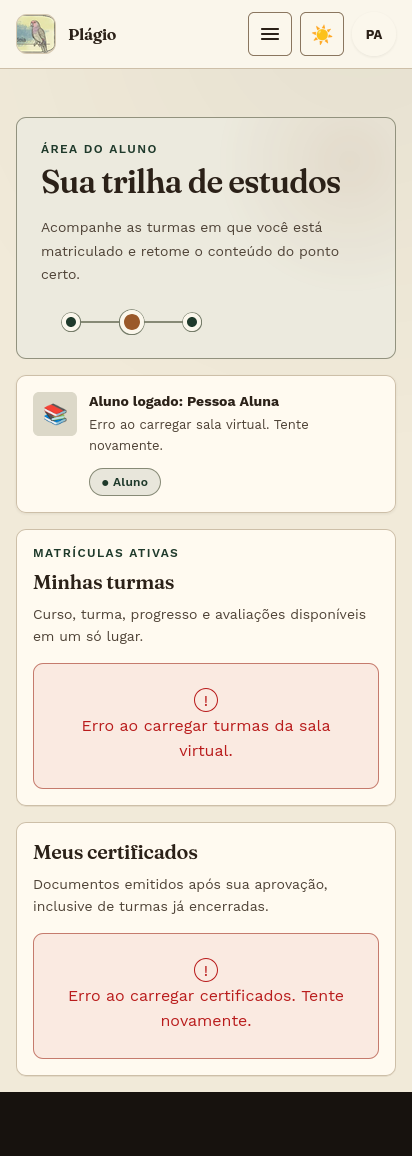 Plágio
PA
ÁREA DO ALUNO
Sua trilha de estudos
Acompanhe as turmas em que você está
matriculado e retome o conteúdo do ponto
certo.
Aluno logado: Pessoa Aluna
Erro ao carregar sala virtual. Tente
novamente.
● Aluno
MATRÍCULAS ATIVAS
Minhas turmas
Curso, turma, progresso e avaliações disponíveis
em um só lugar.
!
Erro ao carregar turmas da sala
virtual.
Meus certificados
Documentos emitidos após sua aprovação,
inclusive de turmas já encerradas.
!
Erro ao carregar certificados. Tente
novamente.